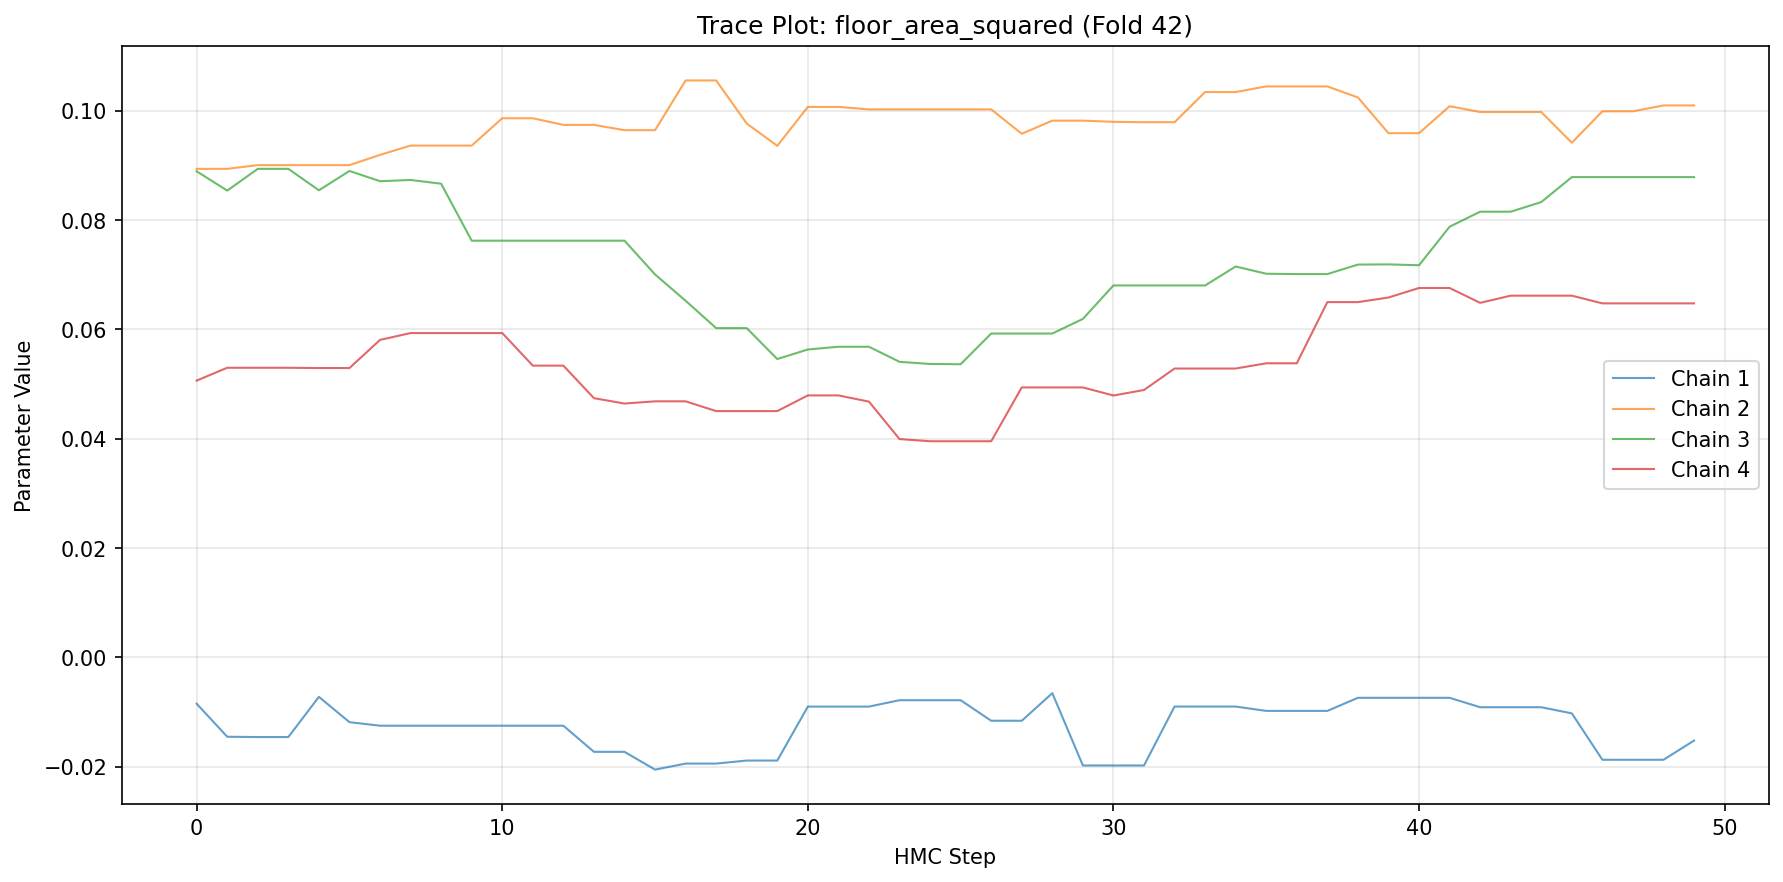 Trace Plot: floor_area_squared (Fold 42)
Parameter Value
0.10
0.08
0.06
0.04
0.02
0.00
−0.02
Chain 1
Chain 2
Chain 3
Chain 4
0 10 20 30 40 50
HMC Step